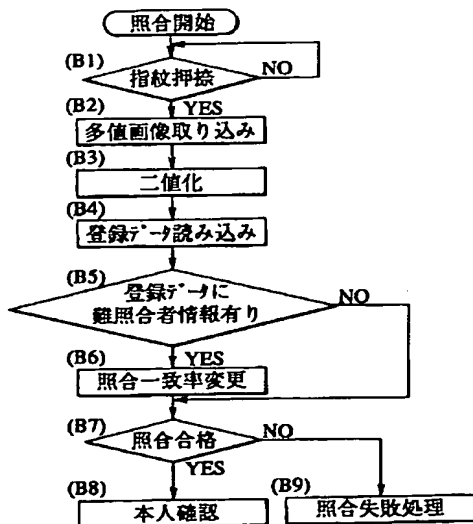 照合開始
(B1)
指紋押捺
NO
(B2)
YES
多値画像取り込み
(B3)
二値化
(B4)
登録データ読み込み
(B5)
登録データに
難照合者情報有り
NO
(B6)
YES
照合一致率変更
(B7)
照合合格
NO
YES
(B8)
本人確認
(B9)
照合失敗処理